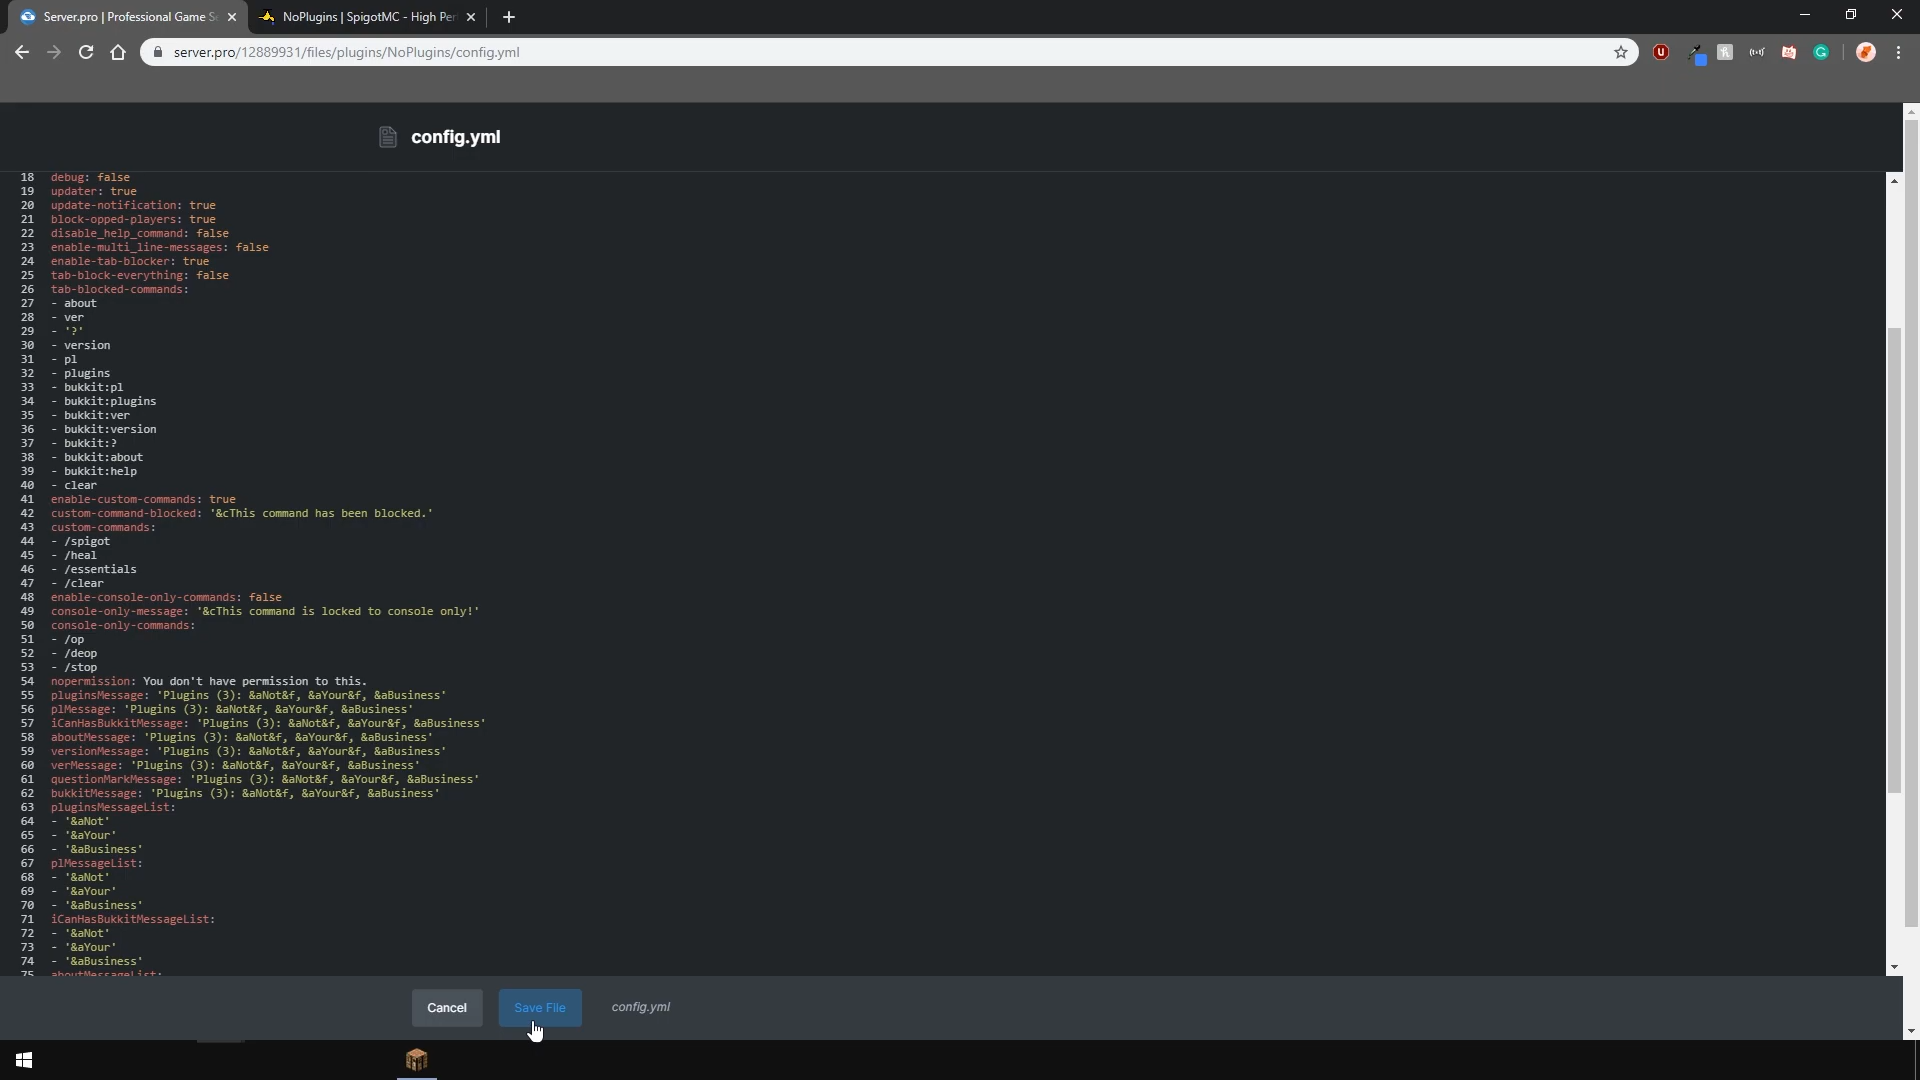 Server.pro | Professional Game S
NoPlugins | SpigotMC - High Per
server.pro/12889931/files/plugins/NoPlugins/config.yml
config.yml
18 debug: false
19 updater: true
20 update-notification: true
21 block-opped-players: true
22 disable_help_command: false
23 enable-multi_line-messages: false
24 enable-tab-blocker: true
25 tab-block-everything: false
26 tab-blocked-commands:
27 - about
28 - ver
29 - '?'
30 - version
31 - pl
32 - plugins
33 - bukkit:pl
34 - bukkit:plugins
35 - bukkit:ver
36 - bukkit:version
37 - bukkit:?
38 - bukkit:about
39 - bukkit:help
40 - clear
41 enable-custom-commands: true
42 custom-command-blocked: '&cThis command has been blocked.'
43 custom-commands:
44 - /spigot
45 - /heal
46 - /essentials
47 - /clear
48 enable-console-only-commands: false
49 console-only-message: '&cThis command is locked to console only!'
50 console-only-commands:
51 - /op
52 - /deop
53 - /stop
54 nopermission: You don't have permission to this.
55 pluginsMessage: 'Plugins (3): &aNot&f, &aYour&f, &aBusiness'
56 plMessage: 'Plugins (3): &aNot&f, &aYour&f, &aBusiness'
57 iCanHasBukkitMessage: 'Plugins (3): &aNot&f, &aYour&f, &aBusiness'
58 aboutMessage: 'Plugins (3): &aNot&f, &aYour&f, &aBusiness'
59 versionMessage: 'Plugins (3): &aNot&f, &aYour&f, &aBusiness'
60 verMessage: 'Plugins (3): &aNot&f, &aYour&f, &aBusiness'
61 questionMarkMessage: 'Plugins (3): &aNot&f, &aYour&f, &aBusiness'
62 bukkitMessage: 'Plugins (3): &aNot&f, &aYour&f, &aBusiness'
63 pluginsMessageList:
64 - '&aNot'
65 - '&aYour'
66 - '&aBusiness'
67 plMessageList:
68 - '&aNot'
69 - '&aYour'
70 - '&aBusiness'
71 iCanHasBukkitMessageList:
72 - '&aNot'
73 - '&aYour'
74 - '&aBusiness'
75 aboutMessageList:
Cancel
Save File
config.yml